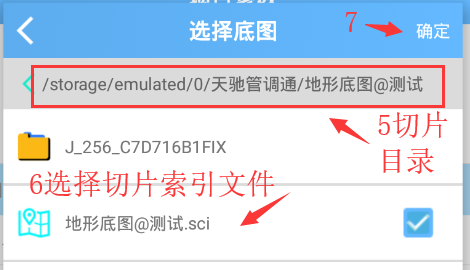 选择底图
7
确定
/storage/emulated/0/天驰管调通/地形底图@测试
5切片
目录
J_256_C7D716B1FIX
6选择切片索引文件
地形底图@测试.sci